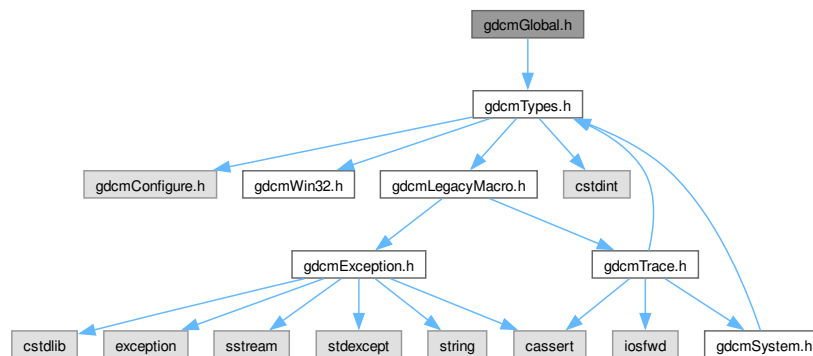 gdcmGlobal.h
gdcmTypes.h
gdcmConfigure.h
gdcmWin32.h
gdcmLegacyMacro.h
cstdint
gdcmException.h
gdcmTrace.h
cstdlib
exception
sstream
stdexcept
string
cassert
iosfwd
gdcmSystem.h